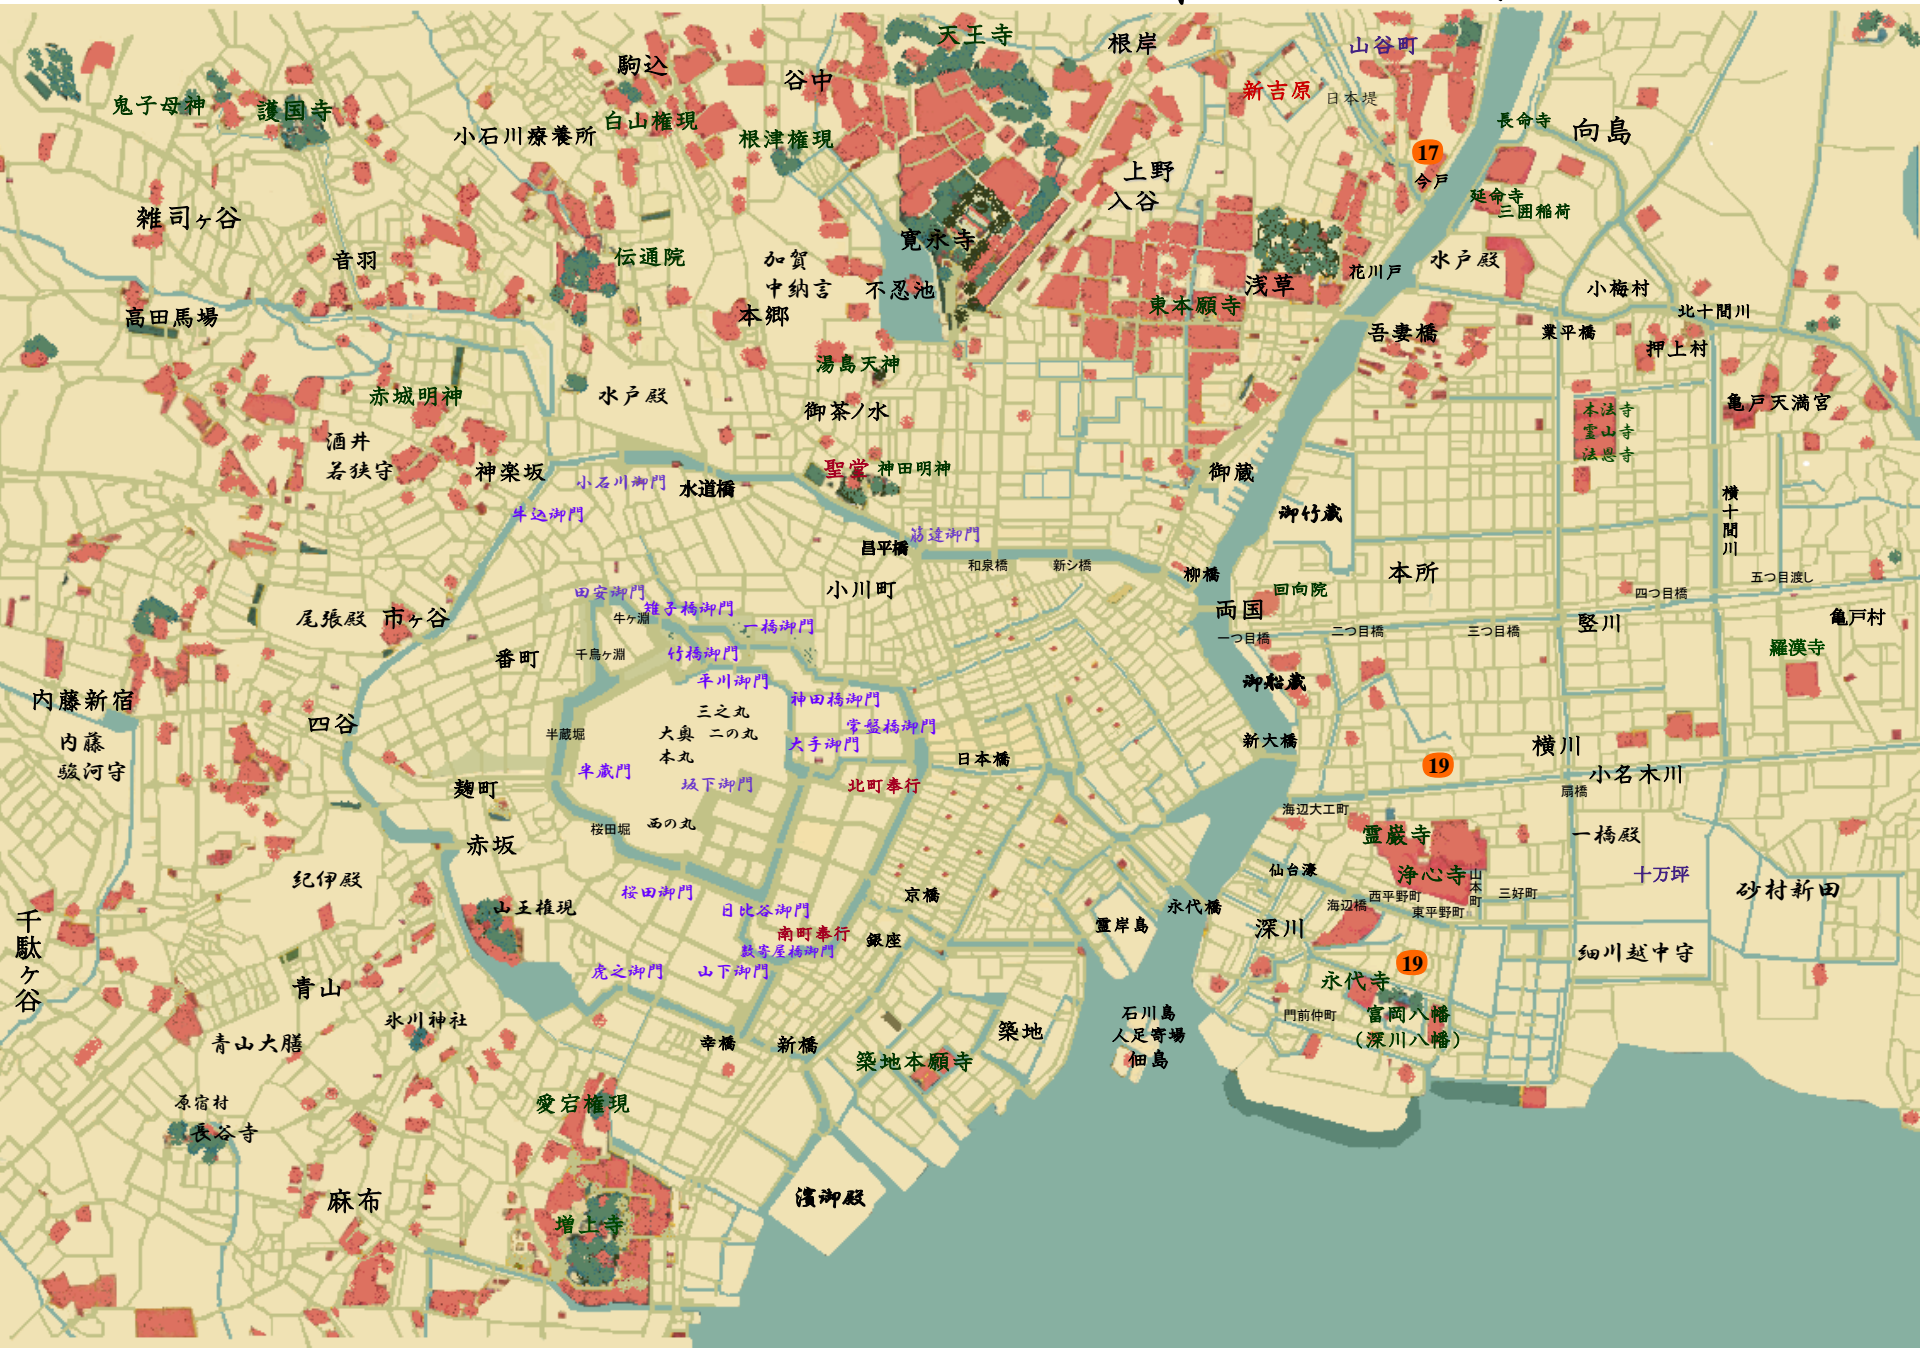 天王寺
根岸
山谷町
駒込
谷中
新吉原
日本堤
鬼子母神
護国寺
白山権現
小石川療養所
根津権現
長命寺
向島
17
今戸
上野
入谷
延命寺
三囲稲荷
雑司ヶ谷
音羽
伝通院
加賀
中納言
本郷
寛永寺
不忍池
浅草
東本願寺
花川戸
水戸殿
小梅村
北十間川
高田馬場
吾妻橋
業平橋
押上村
湯島天神
赤城明神
水戸殿
御茶ノ水
亀戸天満宮
本法寺
霊山寺
法恩寺
酒井
若狭守
神楽坂
小石川御門
水道橋
聖堂
神田明神
御蔵
御竹蔵
横十間川
牛込御門
昌平橋
筋違御門
和泉橋
新シ橋
柳橋
本所
回向院
五つ目渡し
四つ目橋
小川町
両国
一つ目橋
二つ目橋
三つ目橋
竪川
亀戸村
羅漢寺
尾張殿
市ヶ谷
田安御門
牛ヶ淵
雉子橋御門
一橋御門
番町
千鳥ヶ淵
竹橋御門
平川御門
神田橋御門
御船蔵
内藤新宿
内藤
駿河守
四谷
半蔵堀
三之丸
大奥
二の丸
本丸
常盤橋御門
大手御門
日本橋
新大橋
横川
小名木川
扇橋
19
麹町
半蔵門
坂下御門
北町奉行
海辺大工町
霊巌寺
一橋殿
赤坂
桜田堀
西の丸
仙台濠
浄心寺
山本町
三好町
十万坪
砂村新田
紀伊殿
桜田御門
日比谷御門
京橋
永代橋
海辺橋
西平野町
東平野町
山王権現
南町奉行
数寄屋橋御門
銀座
霊岸島
深川
細川越中守
千駄ヶ谷
青山
虎之御門
山下御門
永代寺
19
氷川神社
青山大膳
幸橋
新橋
築地
石川島
人足寄場
佃島
門前仲町
富岡八幡
（深川八幡）
築地本願寺
原宿村
長谷寺
愛宕権現
麻布
増上寺
濱御殿